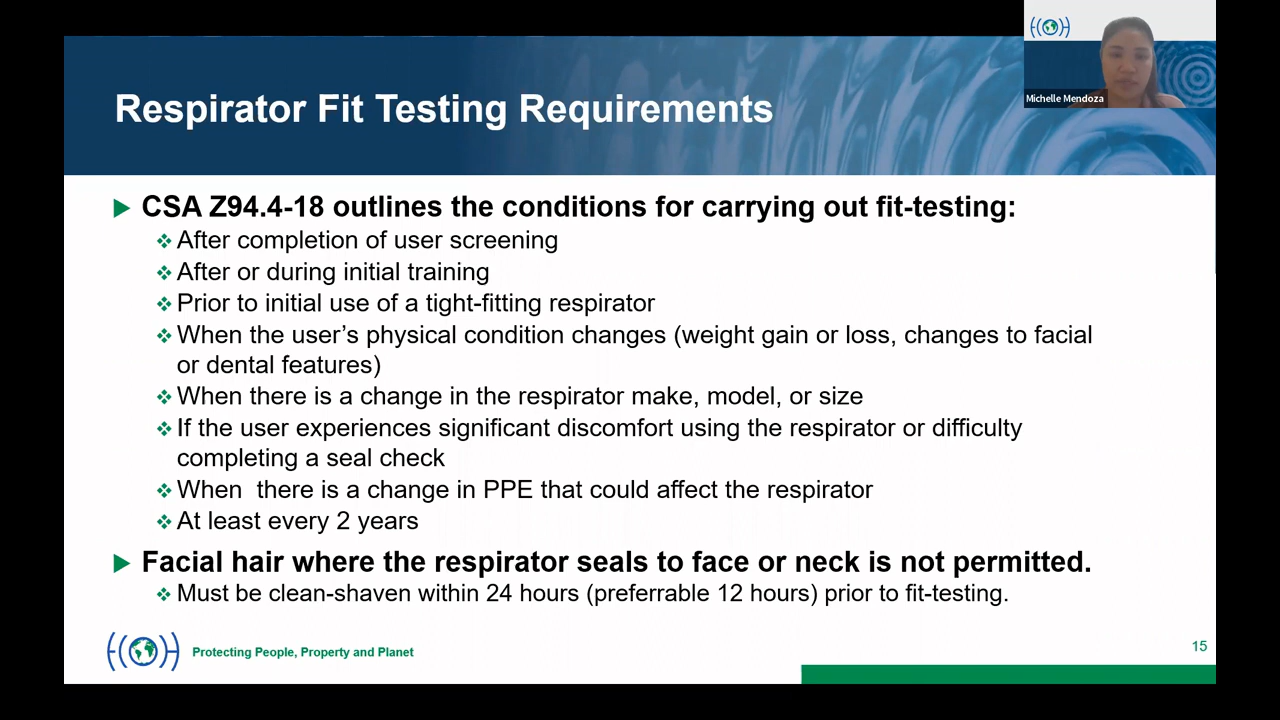 Michelle Mendoza
Respirator Fit Testing Requirements
CSA Z94.4-18 outlines the conditions for carrying out fit-testing:
After completion of user screening
After or during initial training
Prior to initial use of a tight-fitting respirator
When the user’s physical condition changes (weight gain or loss, changes to facial
or dental features)
When there is a change in the respirator make, model, or size
If the user experiences significant discomfort using the respirator or difficulty
completing a seal check
When  there is a change in PPE that could affect the respirator
At least every 2 years
Facial hair where the respirator seals to face or neck is not permitted.
Must be clean-shaven within 24 hours (preferrable 12 hours) prior to fit-testing.
Protecting People, Property and Planet
15